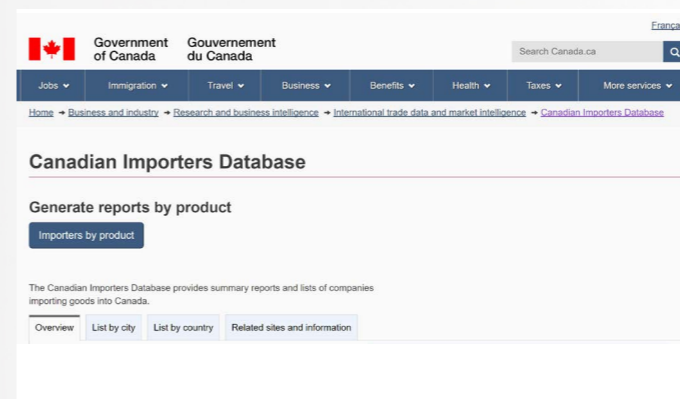 Françai
Government of Canada
Gouvernement du Canada
Search Canada.ca
Jobs Immigration Travel Business Benefits Health Taxes More services
Home → Business and industry → Research and business intelligence → International trade data and market intelligence → Canadian Importers Database
Canadian Importers Database
Generate reports by product
Importers by product
The Canadian Importers Database provides summary reports and lists of companies
importing goods into Canada.
Overview List by city List by country Related sites and information